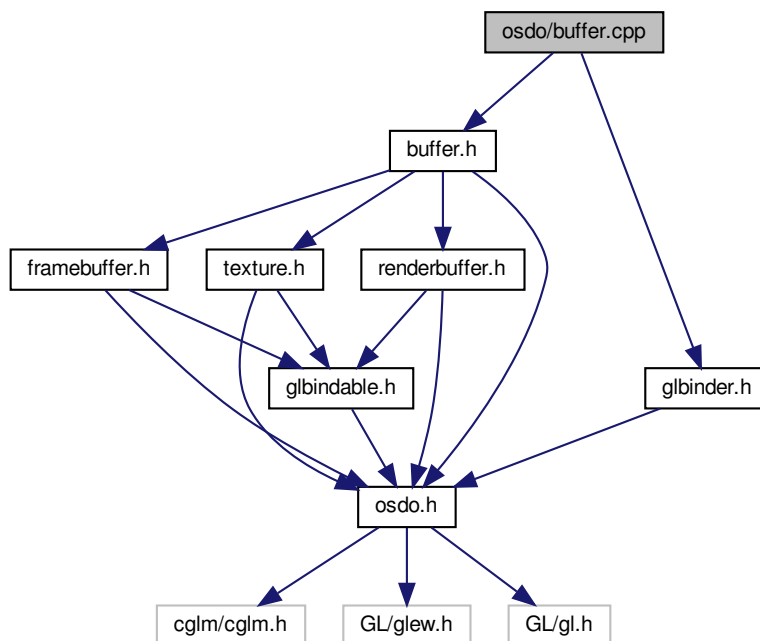 osdo/buffer.cpp
buffer.h
framebuffer.h
texture.h
renderbuffer.h
glbindable.h
glbinder.h
osdo.h
cglm/cglm.h
GL/glew.h
GL/gl.h